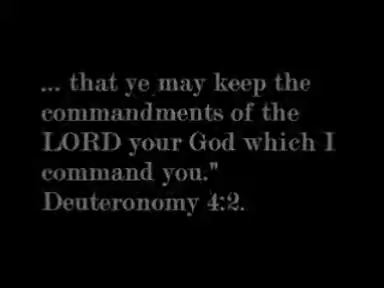 ... that ye may keep the
commandments of the
LORD your God which I
command you."
Deuteronomy 4:2.